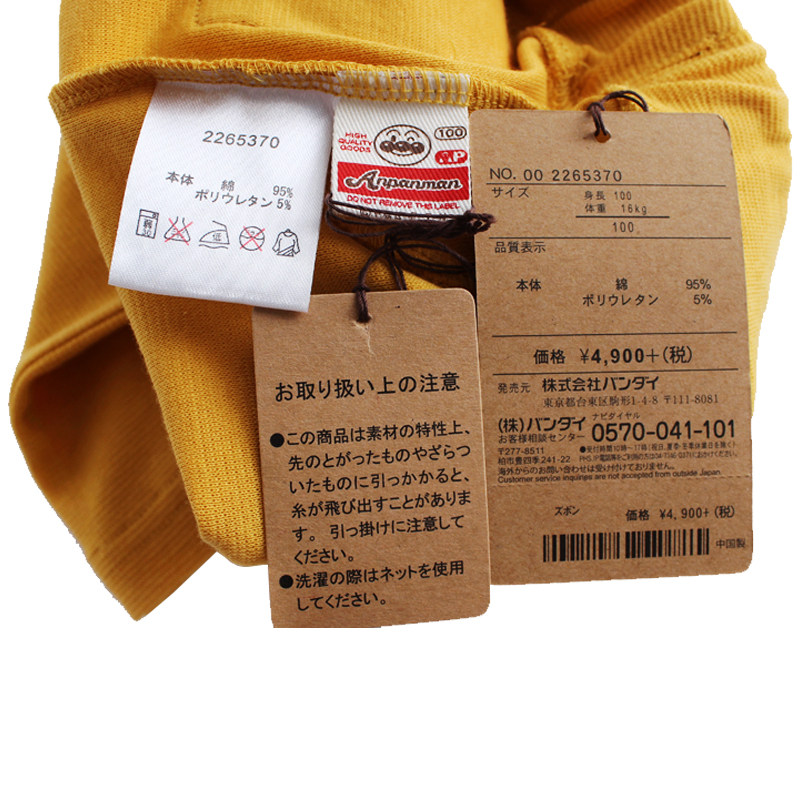 2265370
本体 綿 95%
ポリウレタン 5%
低
HIGH QUALITY GOODS
100
Anpanman
DO NOT REMOVE THIS LABEL
お取り扱い上の注意
●この商品は素材の特性上、
先のとがったものやざらつ
いたものに引っかかると、
糸が飛び出すことがありま
す。 引っ掛けに注意して
ください。
●洗濯の際はネットを使用
してください。
NO. 00 2265370
サイズ 身長 100
体重 16kg
100
品質表示
本体 綿 95%
ポリウレタン 5%
価格 ¥4,900+(税)
発売元 株式会社バンダイ
東京都台東区駒形1-4-8 〒111-8081
(株)バンダイ ナビダイヤル
お客様相談センター 0570-041-101
〒277-8511
柏市豊四季241-22
海外からのお問い合わせは受け付けておりません。
Customer service inquiries are not accepted from outside Japan.
ズボン 価格 ¥4,900+(税)
中国製